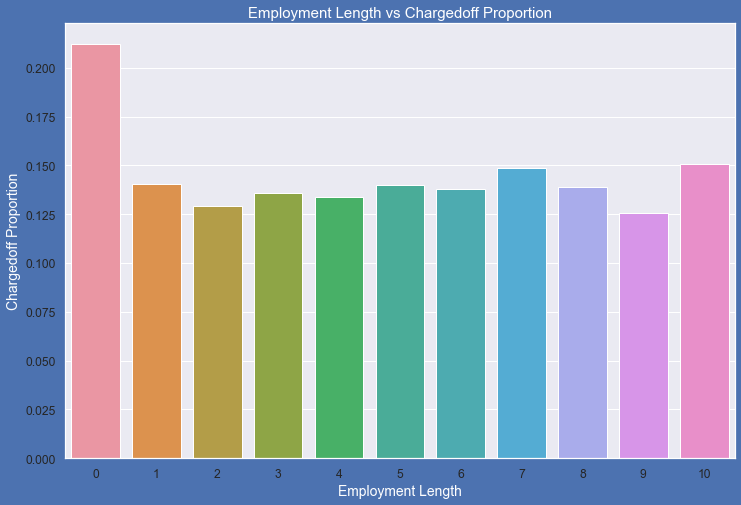 Employment Length vs Chargedoff Proportion
Chargedoff Proportion
0.200
0.175
0.150
0.125
0.100
0.075
0.050
0.025
0.000
0 1 2 3 4 5 6 7 8 9 10
Employment Length